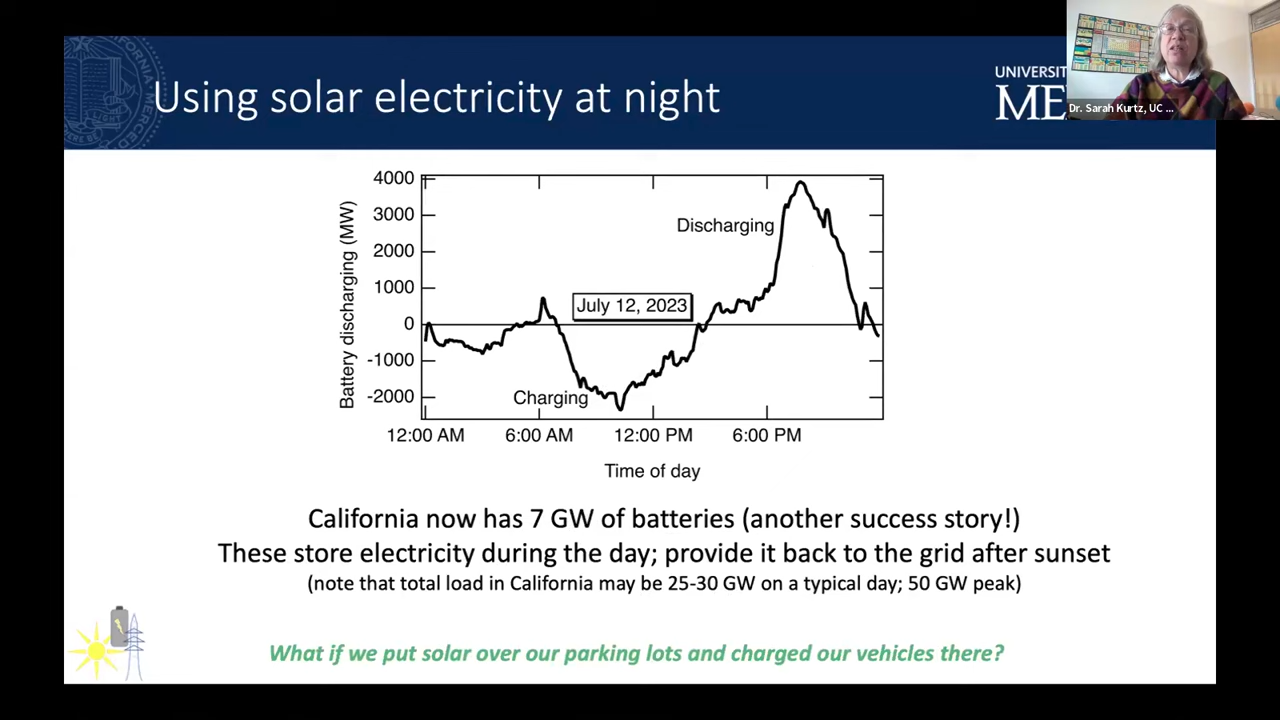 Using solar electricity at night
UNIVERSIT
ME
Dr. Sarah Kurtz, UC ...
4000
3000
2000
1000
0
-1000
-2000
Battery discharging (MW)
Discharging
July 12, 2023
Charging
12:00 AM
6:00 AM
12:00 PM
6:00 PM
Time of day
California now has 7 GW of batteries (another success story!)
These store electricity during the day; provide it back to the grid after sunset
(note that total load in California may be 25-30 GW on a typical day; 50 GW peak)
What if we put solar over our parking lots and charged our vehicles there?